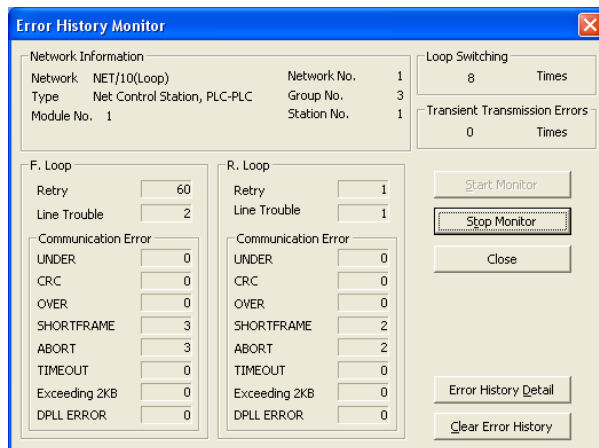 Error History Monitor
Network Information
Network NET/10(Loop) Network No. 1
Type Net Control Station, PLC-PLC Group No. 3
Module No. 1 Station No. 1
Loop Switching
8 Times
Transient Transmission Errors
0 Times
F. Loop
Retry 60
Line Trouble 2
Communication Error
UNDER 0
CRC 0
OVER 0
SHORTFRAME 3
ABORT 3
TIMEOUT 0
Exceeding 2KB 0
DPLL ERROR 0
R. Loop
Retry 1
Line Trouble 1
Communication Error
UNDER 0
CRC 0
OVER 0
SHORTFRAME 2
ABORT 2
TIMEOUT 0
Exceeding 2KB 0
DPLL ERROR 0
Start Monitor
Stop Monitor
Close
Error History Detail
Clear Error History